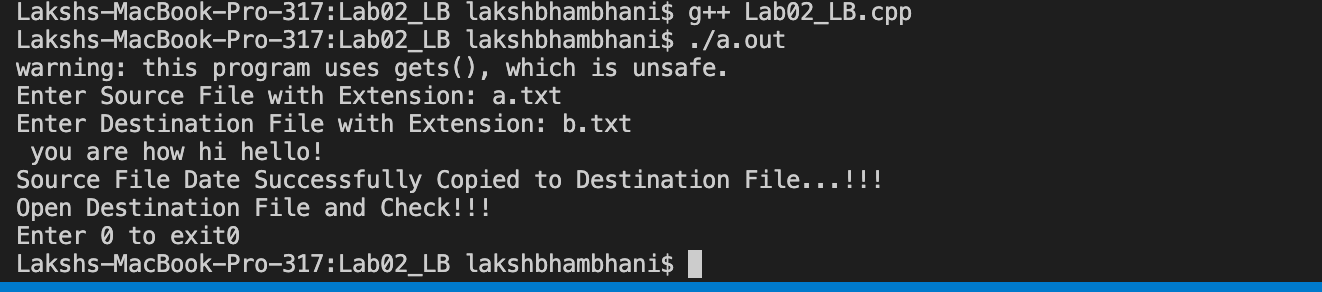 Lakshs-MacBook-Pro-317:Lab02_LB lakshbhambhani$ g++ Lab02_LB.cpp
Lakshs-MacBook-Pro-317:Lab02_LB lakshbhambhani$ ./a.out
warning: this program uses gets(), which is unsafe.
Enter Source File with Extension: a.txt
Enter Destination File with Extension: b.txt
 you are how hi hello!
Source File Date Successfully Copied to Destination File...!!!
Open Destination File and Check!!!
Enter 0 to exit0
Lakshs-MacBook-Pro-317:Lab02_LB lakshbhambhani$